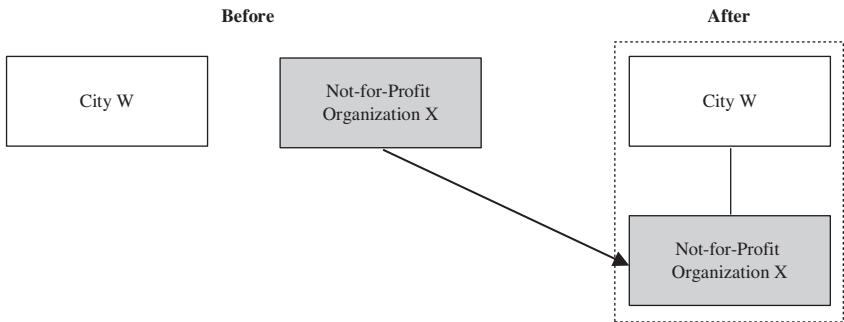 Before
After
City W
Not-for-Profit
Organization X
City W
Not-for-Profit
Organization X